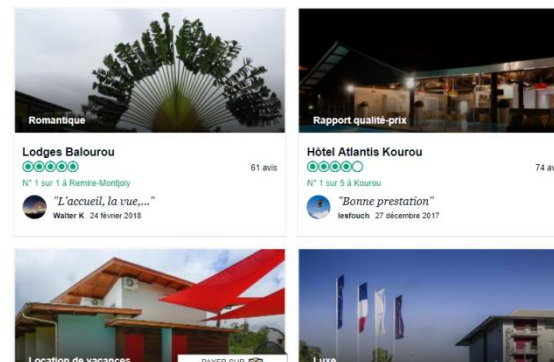 Romantique
Lodges Balourou
61 avis
N° 1 sur 1 à Remire-Montjoly
"L'accueil, la vue,..."
Walter K 24 février 2018
Rapport qualité-prix
Hôtel Atlantis Kourou
74 av
N° 1 sur 5 à Kourou
"Bonne prestation"
lesfouch 27 décembre 2017
Location de vacances
PAYER SUR
Luxe